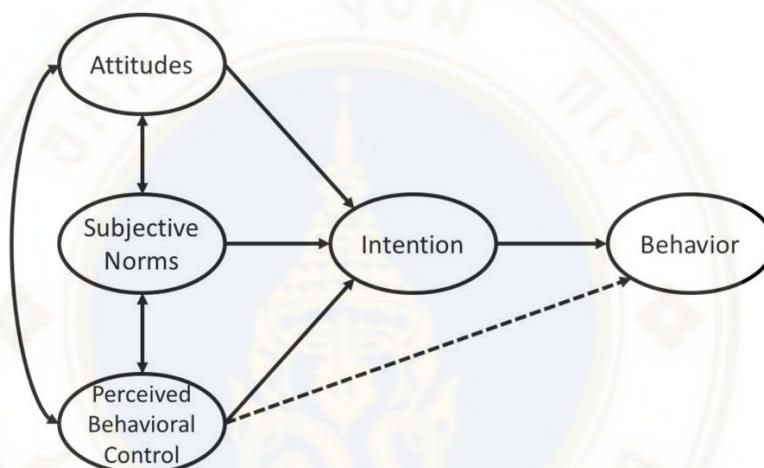 Attitudes
Subjective
Norms
Intention
Behavior
Perceived
Behavioral
Control